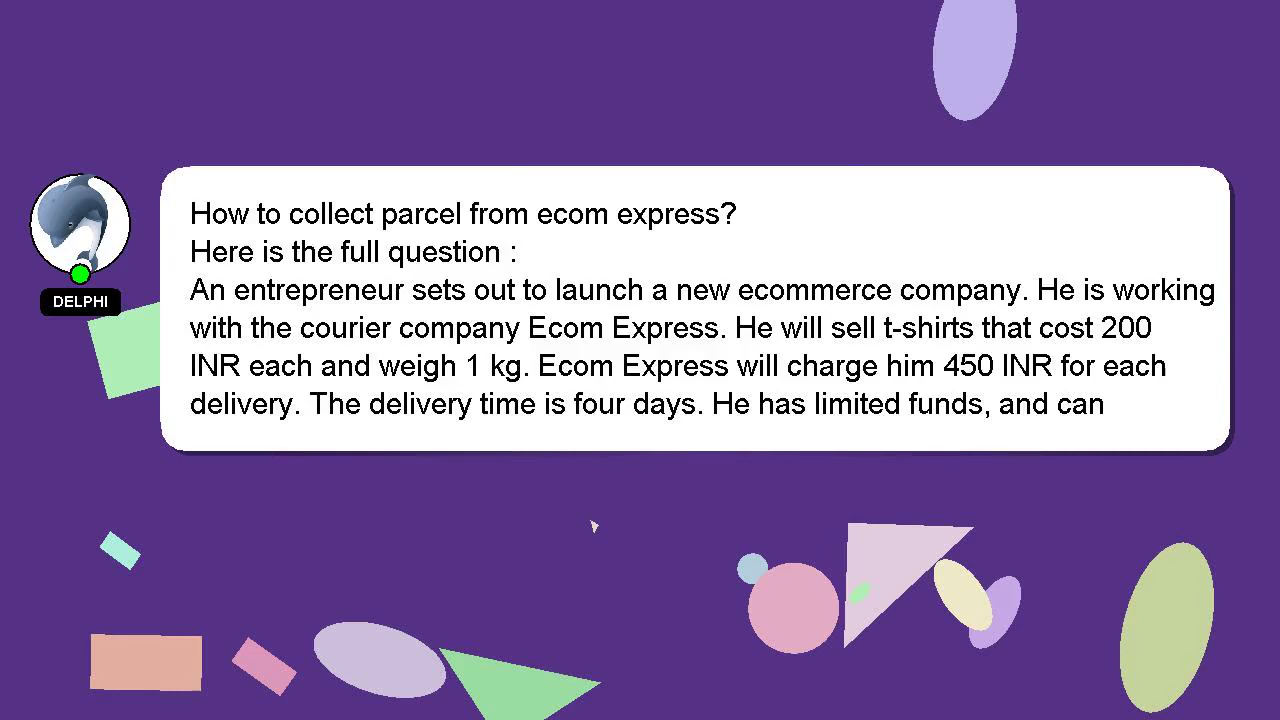 How to collect parcel from ecom express?
Here is the full question :
An entrepreneur sets out to launch a new ecommerce company. He is working
with the courier company Ecom Express. He will sell t-shirts that cost 200
INR each and weigh 1 kg. Ecom Express will charge him 450 INR for each
delivery. The delivery time is four days. He has limited funds, and can
DELPHI